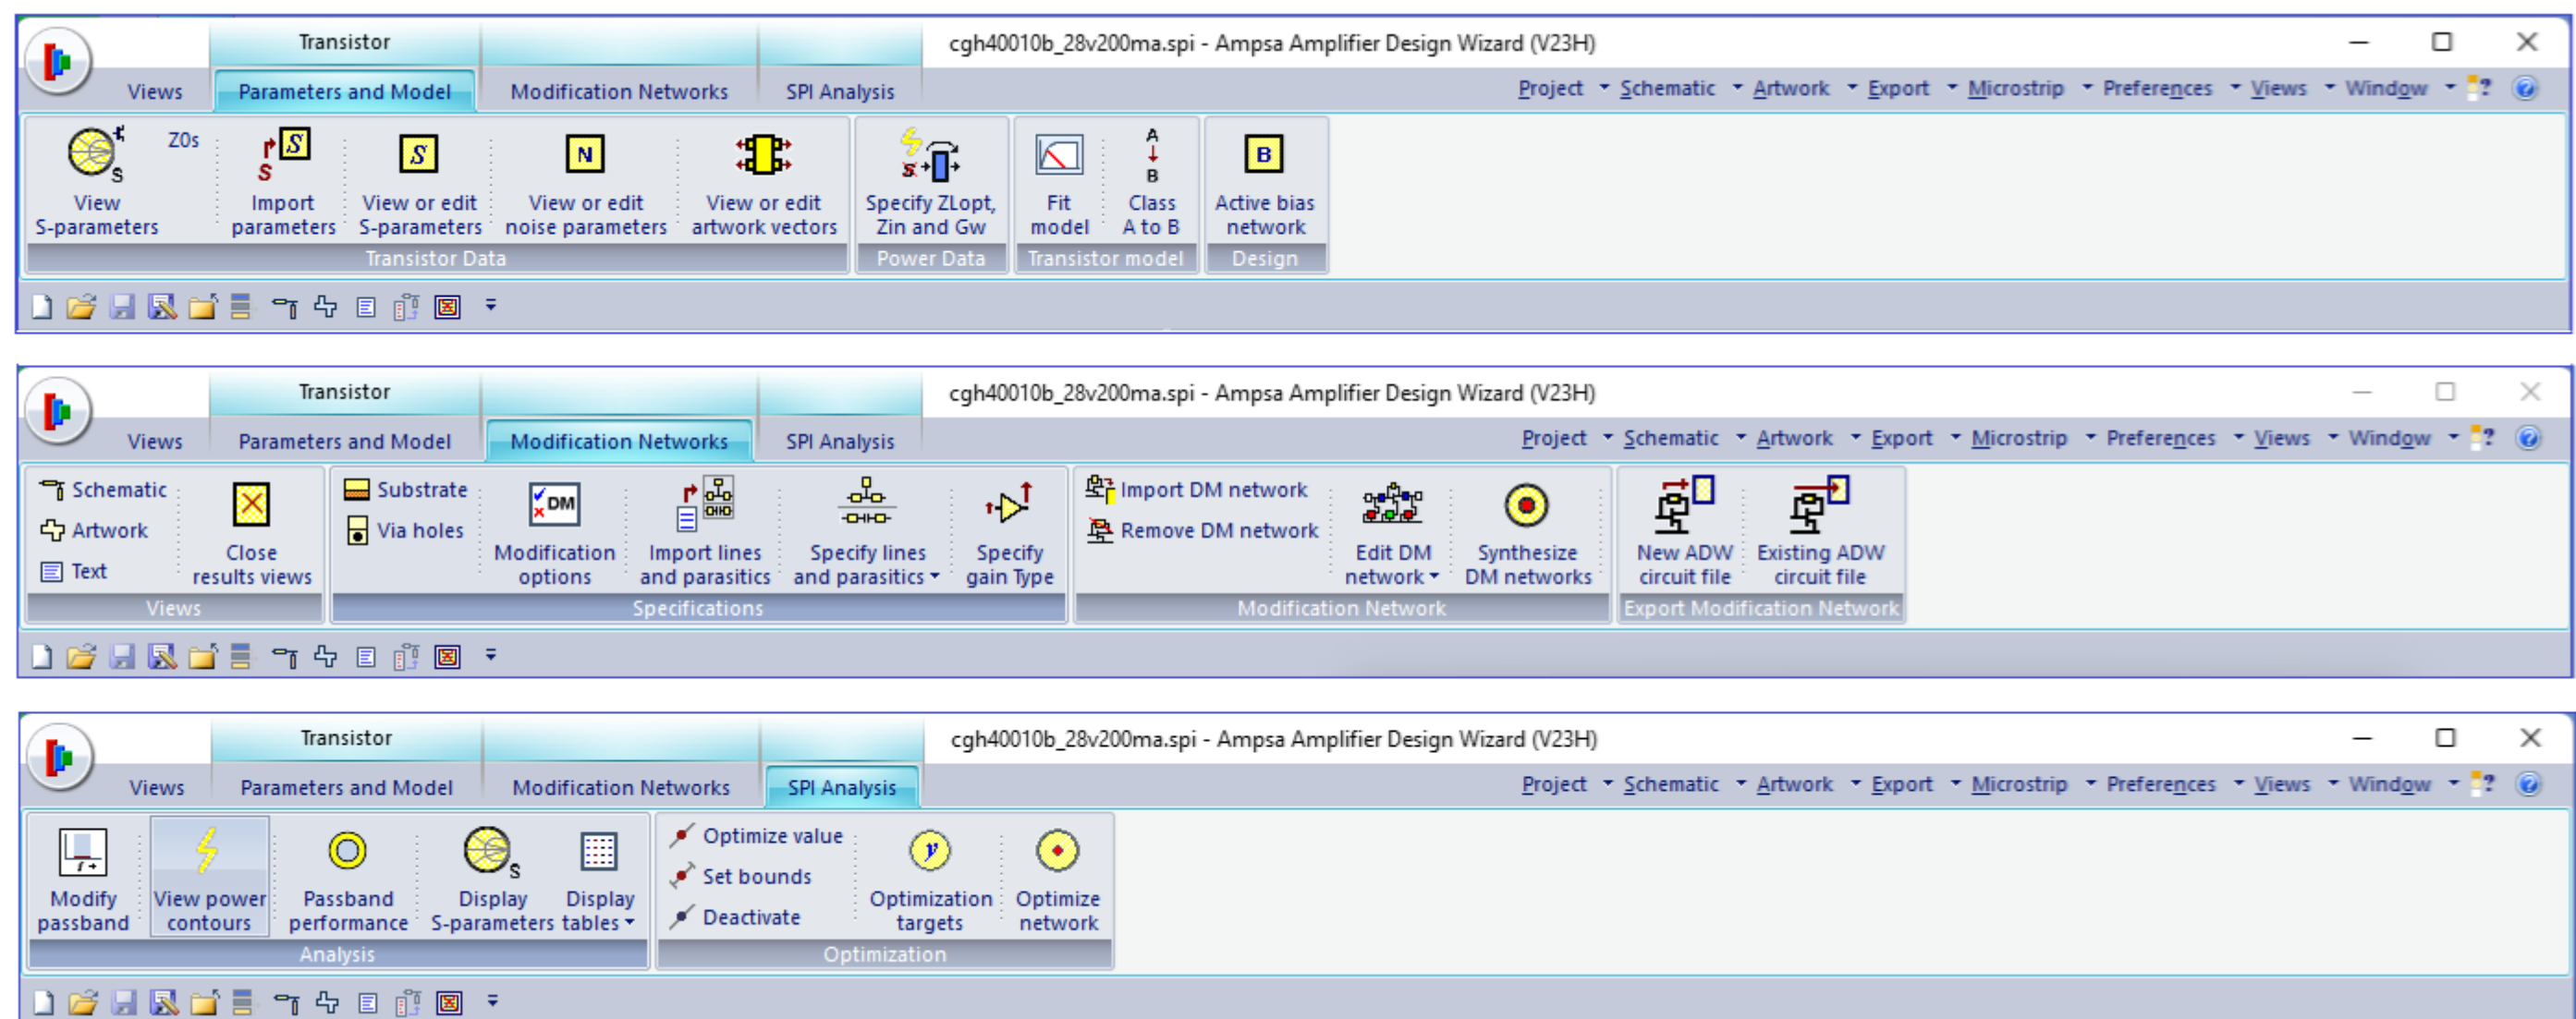 Transistor
cgh40010b_28v200ma.spi - Ampsa Amplifier Design Wizard (V23H)
Views Parameters and Model Modification Networks SPI Analysis
Project Schematic Artwork Export Microstrip Preferences Views Window ? ?
S
Z0s
S
S
S
N
S
A
B
B
View
S-parameters
Import
parameters
View or edit
S-parameters
View or edit
noise parameters
View or edit
artwork vectors
Specify ZLopt,
Zin and Gw
Fit
model
Class
A to B
Active bias
network
Transistor Data
Power Data
Transistor model
Design
Transistor
cgh40010b_28v200ma.spi - Ampsa Amplifier Design Wizard (V23H)
Views Parameters and Model Modification Networks SPI Analysis
Project Schematic Artwork Export Microstrip Preferences Views Window ? ?
Schematic
Artwork
Text
Close
results views
Substrate
Via holes
DM
Modification
options
Import lines
and parasitics
Specify lines
and parasitics
Specify
gain Type
Import DM network
Remove DM network
Edit DM
network
Synthesize
DM networks
New ADW
circuit file
Existing ADW
circuit file
Views
Specifications
Modification Network
Export Modification Network
Transistor
cgh40010b_28v200ma.spi - Ampsa Amplifier Design Wizard (V23H)
Views Parameters and Model Modification Networks SPI Analysis
Project Schematic Artwork Export Microstrip Preferences Views Window ? ?
f
Modify
passband
View power
contours
Passband
performance
S
Display
S-parameters
Display
tables
Optimize value
Set bounds
Deactivate
y
Optimization
targets
Optimize
network
Analysis
Optimization